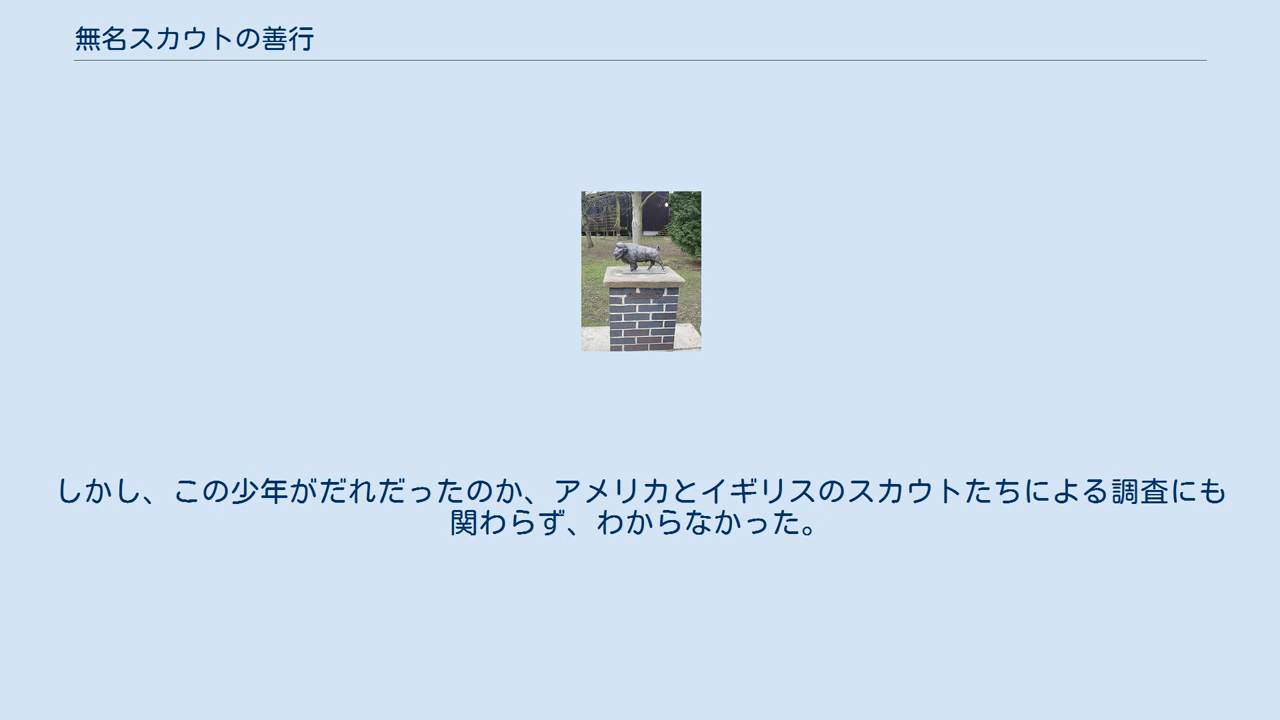 無名スカウトの善行
しかし、この少年がだれだったのか、アメリカとイギリスのスカウトたちによる調査にも
関わらず、わからなかった。